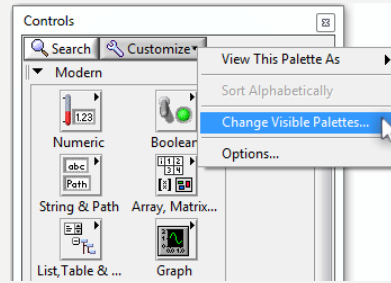 Controls
Search Customize
View This Palette As
Modern
Sort Alphabetically
1.23
Change Visible Palettes...
Numeric Boolean
Options...
abc
Path
String & Path Array, Matrix...
List, Table & ... Graph